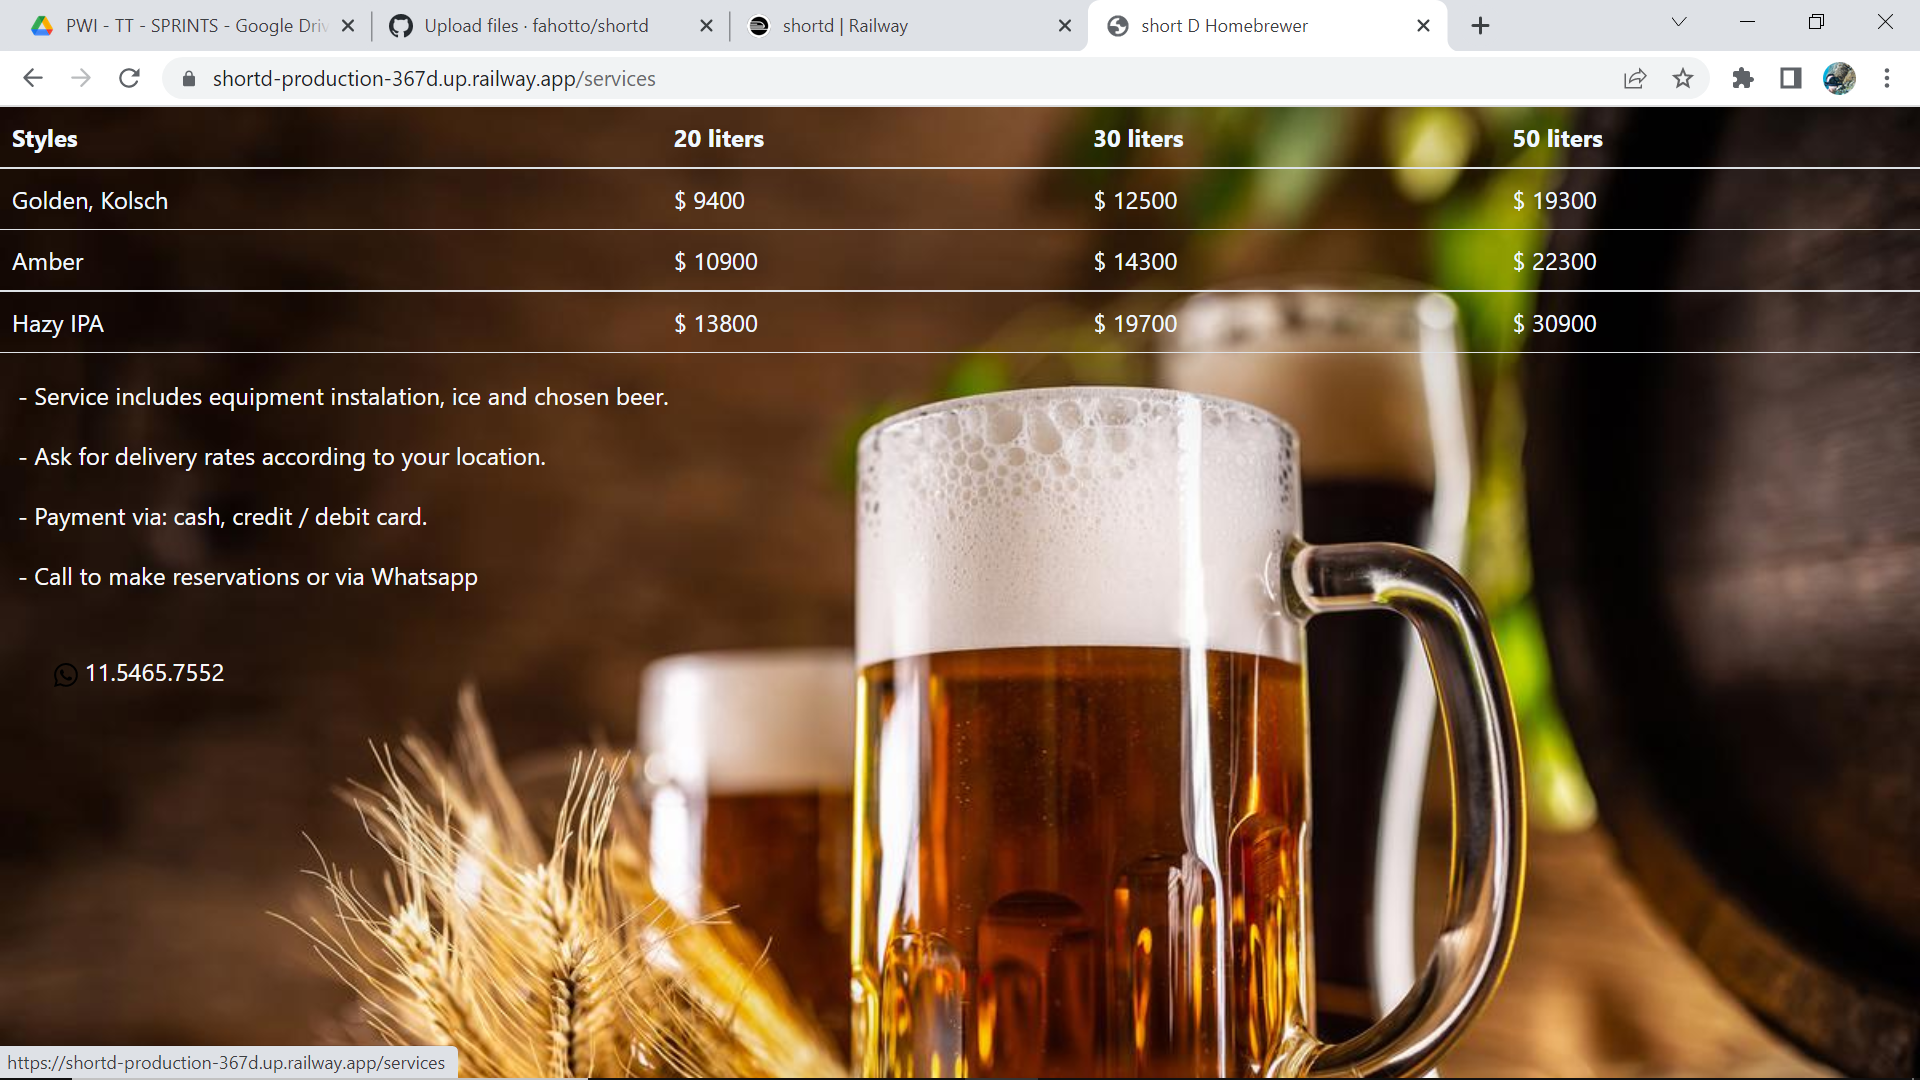 PWI - TT - SPRINTS - Google Driv
Upload files · fahotto/shortd
shortd | Railway
short D Homebrewer
shortd-production-367d.up.railway.app/services
Styles 20 liters 30 liters 50 liters
Golden, Kolsch $ 9400 $ 12500 $ 19300
Amber $ 10900 $ 14300 $ 22300
Hazy IPA $ 13800 $ 19700 $ 30900
- Service includes equipment instalation, ice and chosen beer.
- Ask for delivery rates according to your location.
- Payment via: cash, credit / debit card.
- Call to make reservations or via Whatsapp
11.5465.7552
https://shortd-production-367d.up.railway.app/services